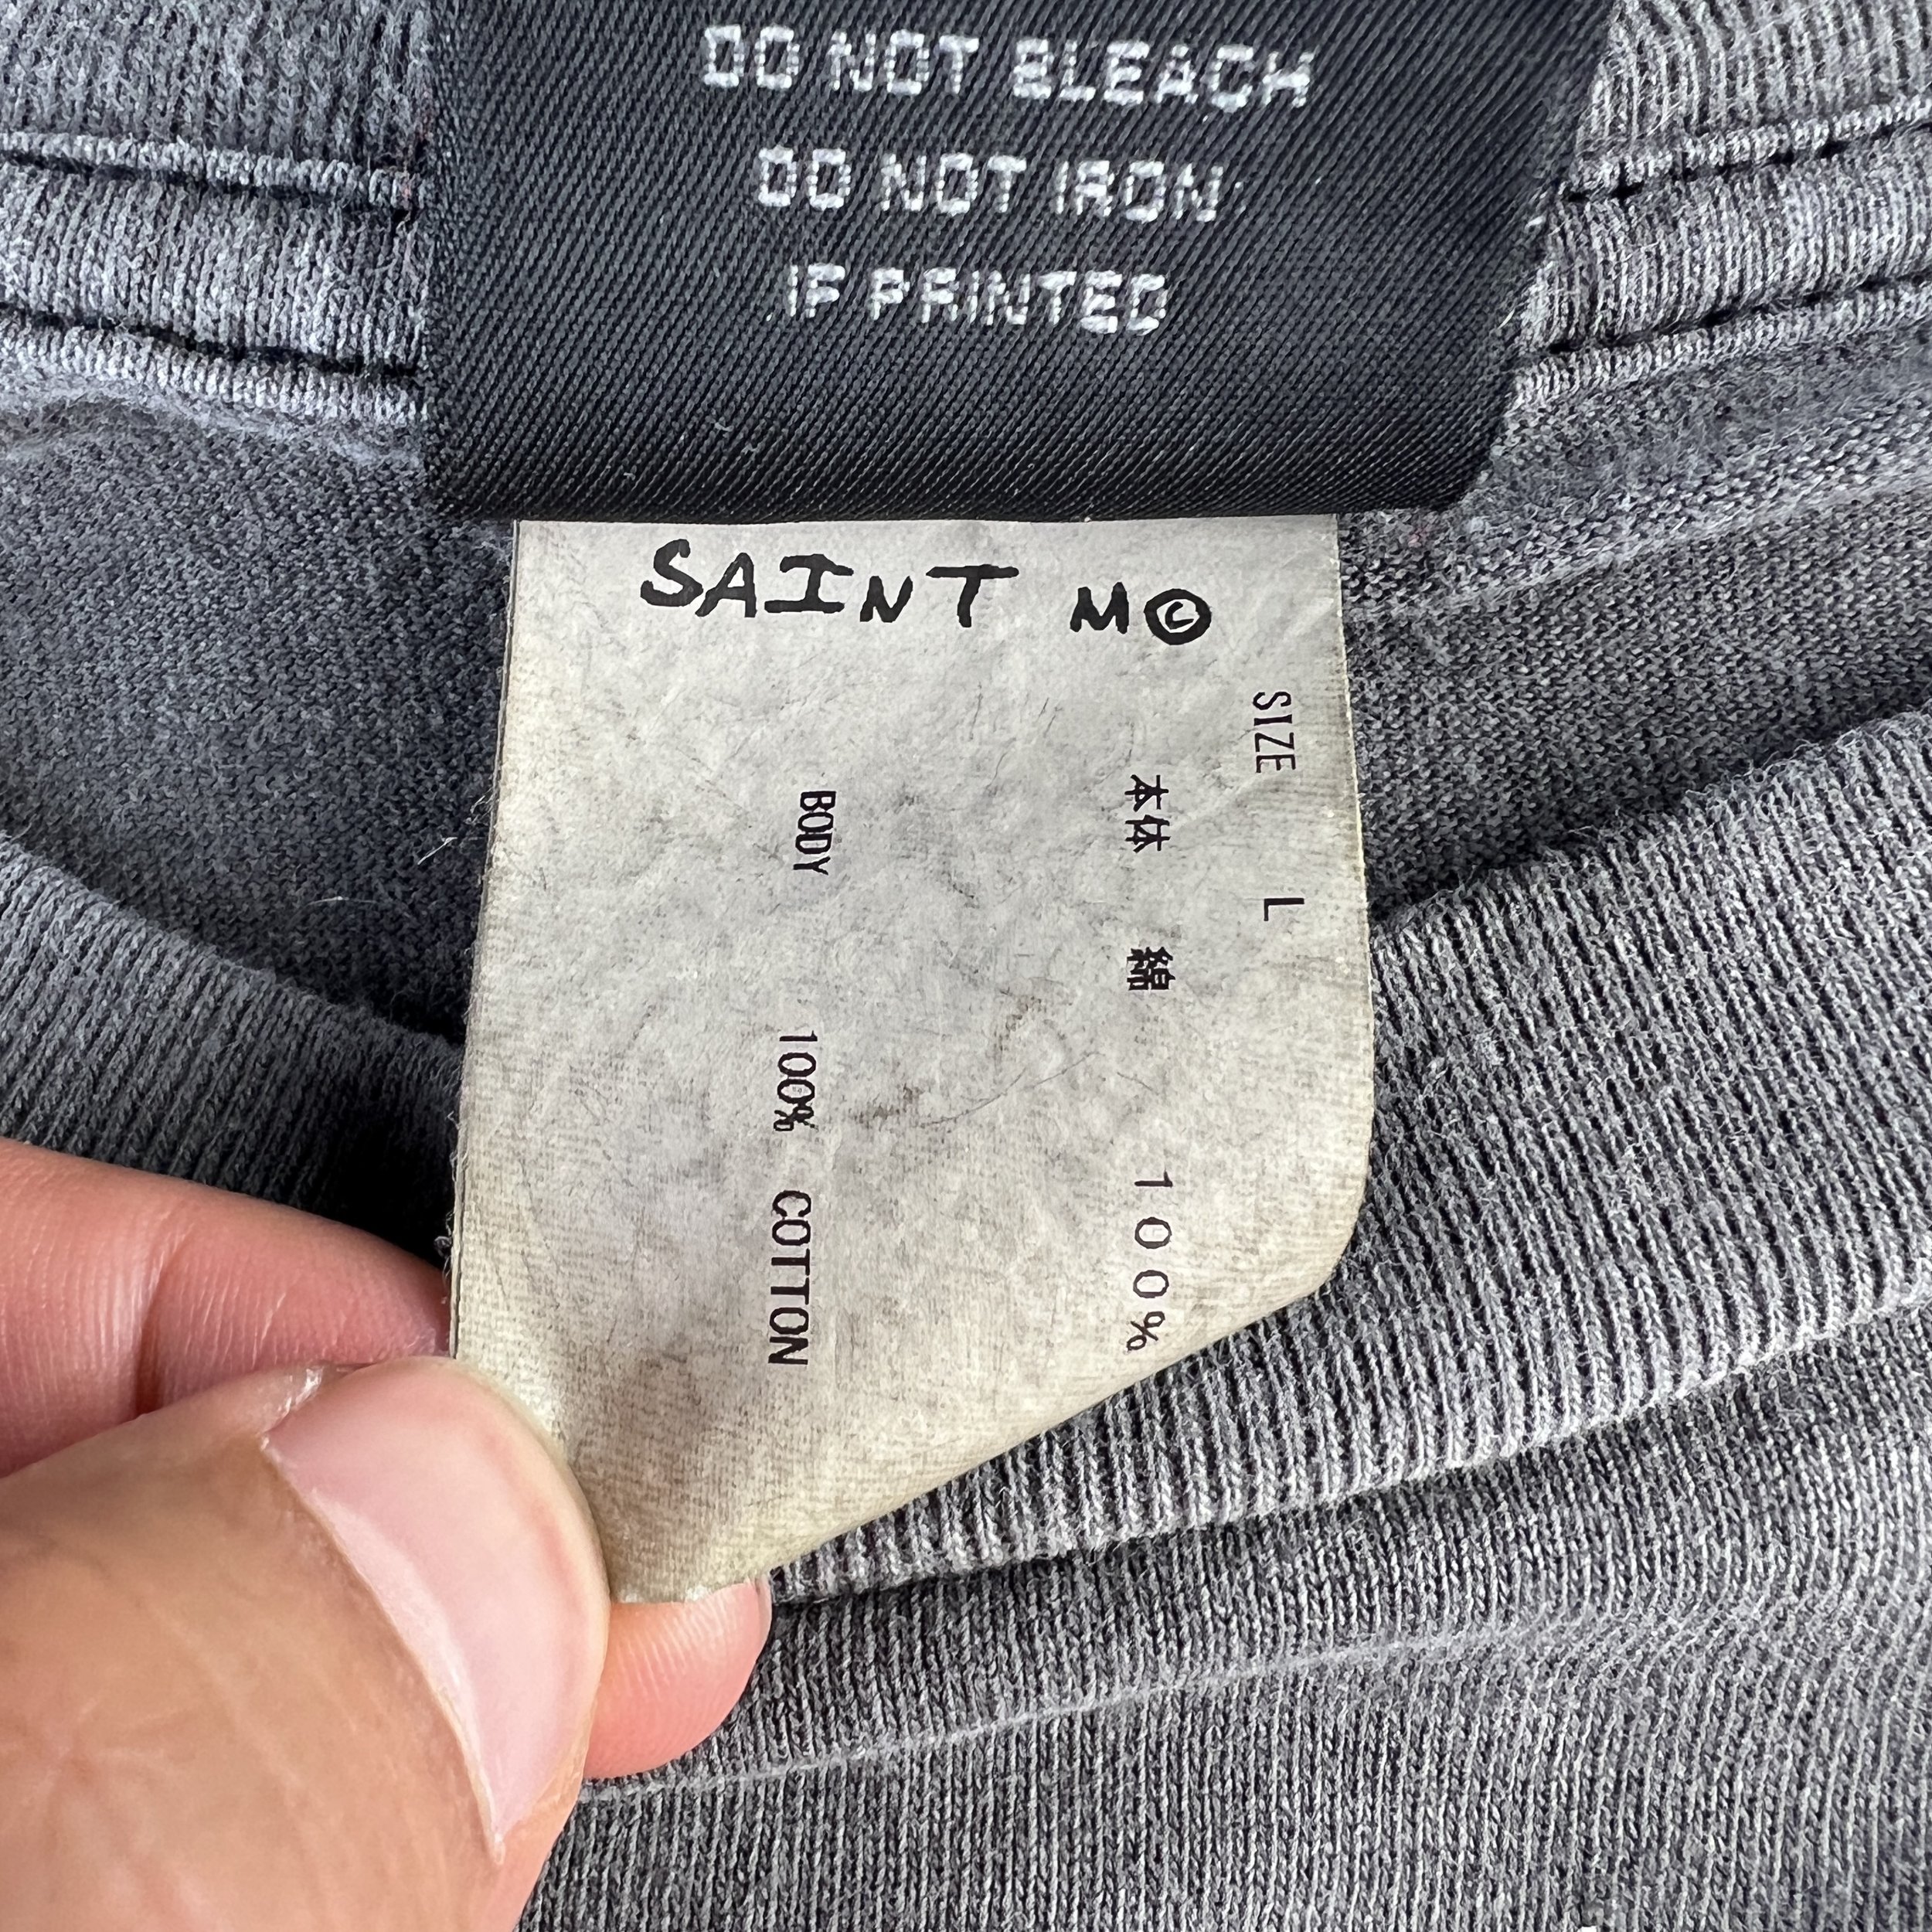 DO NOT BLEACH
DO NOT IRON
IF PRINTED
SAINT M©
SIZE L
本体 綿 100%
BODY 100% COTTON